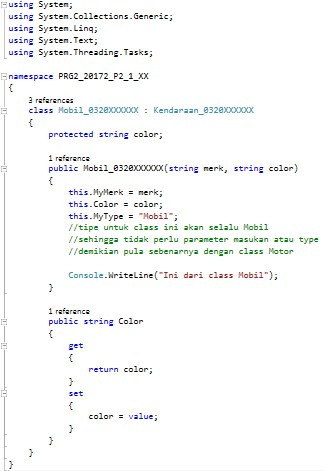 using System;
using System.Collections.Generic;
using System.Linq;
using System.Text;
using System.Threading.Tasks;
namespace PRG2_20172_P2_1_XX
{
3 references
class Mobil_0320XXXXXX : Kendaraan_0320XXXXXX
{
protected string color;
1 reference
public Mobil_0320XXXXXX(string merk, string color)
{
this.MyMerk = merk;
this.Color = color;
this.MyType = "Mobil";
//tipe untuk class ini akan selalu Mobil
//sehingga tidak perlu parameter masukan atau type
//demikian pula sebenarnya dengan class Motor
Console.WriteLine("Ini dari class Mobil");
}
1 reference
public string Color
{
get
{
return color;
}
set
{
color = value;
}
}
}
}